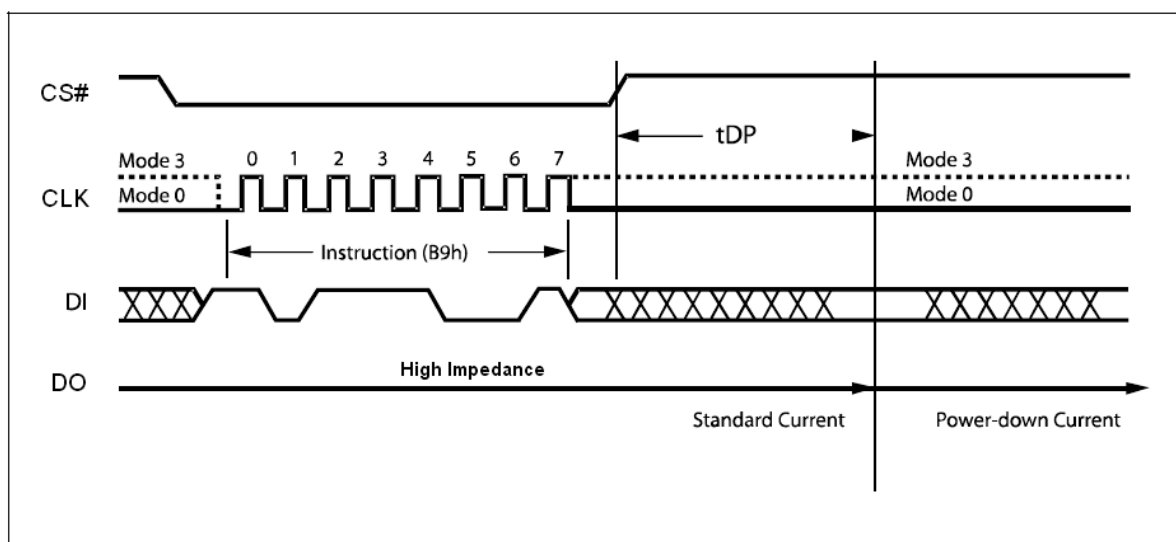 CS#
tDP
Mode 3
0 1 2 3 4 5 6 7
Mode 3
CLK
Mode 0
Mode 0
Instruction (B9h)
DI
High Impedance
DO
Standard Current
Power-down Current